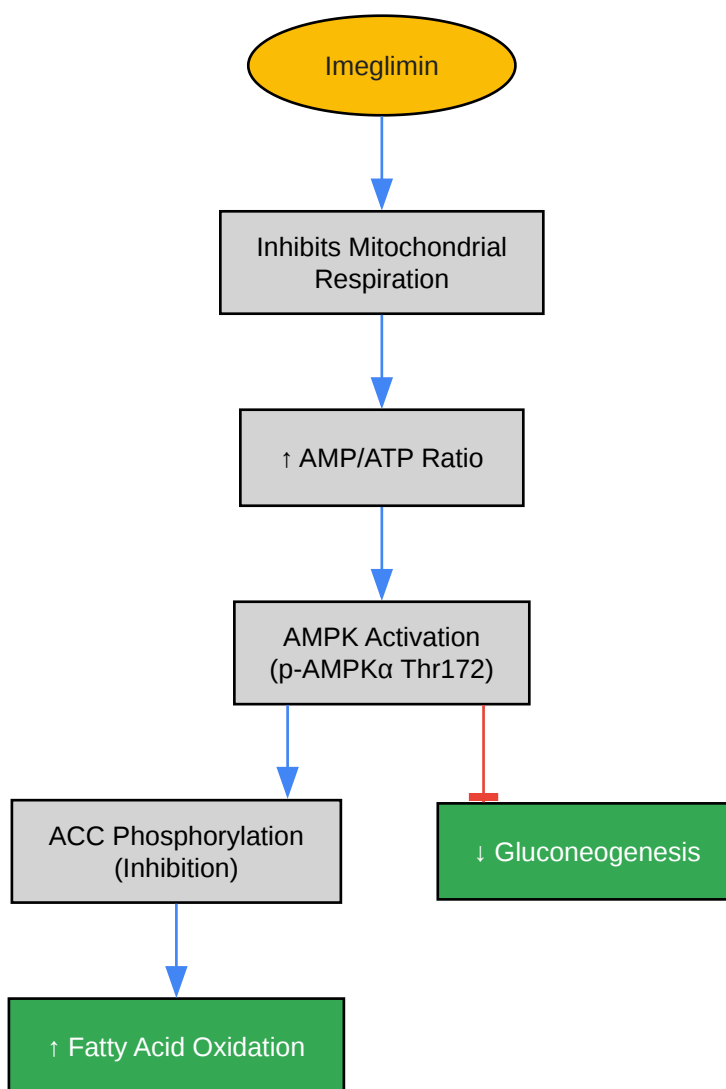 Imeglimin
Inhibits Mitochondrial
Respiration
↑ AMP/ATP Ratio
AMPK Activation
(p-AMPKα Thr172)
ACC Phosphorylation
(Inhibition)
↓ Gluconeogenesis
↑ Fatty Acid Oxidation